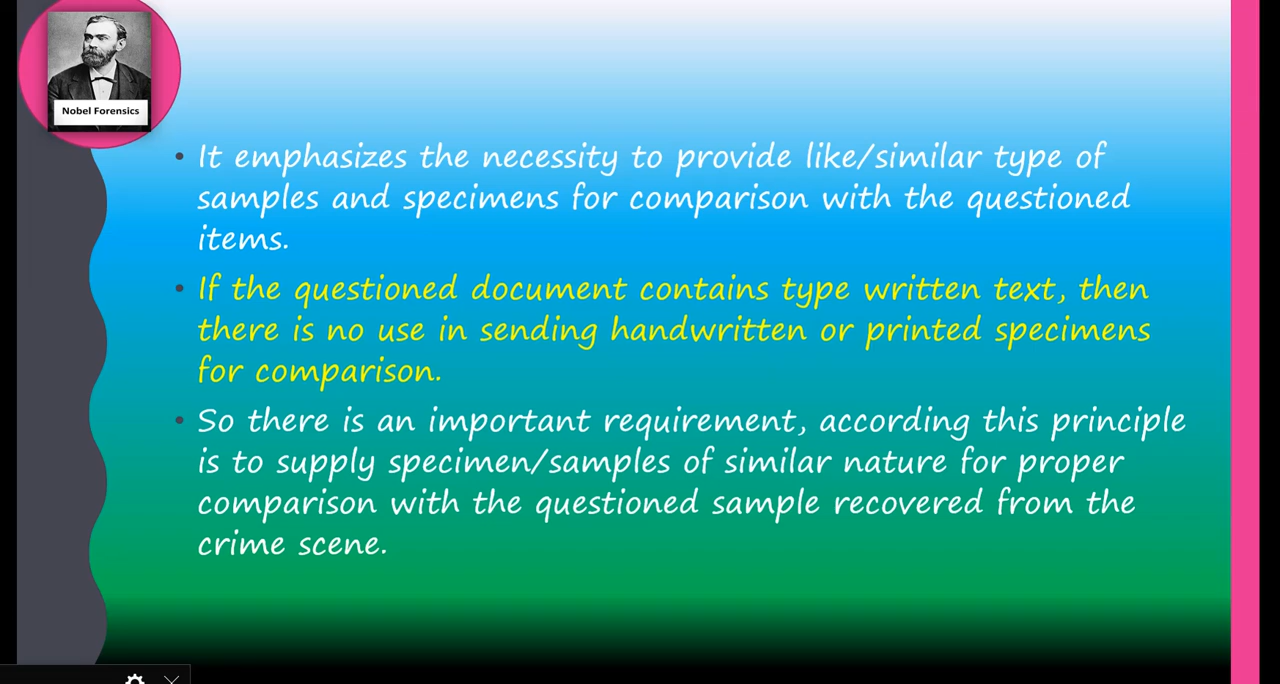 Nobel Forensics
• It emphasizes the necessity to provide like/similar type of
samples and specimens for comparison with the questioned
items.
• If the questioned document contains type written text, then
there is no use in sending handwritten or printed specimens
for comparison.
• So there is an important requirement, according this principle
is to supply specimen/samples of similar nature for proper
comparison with the questioned sample recovered from the
crime scene.